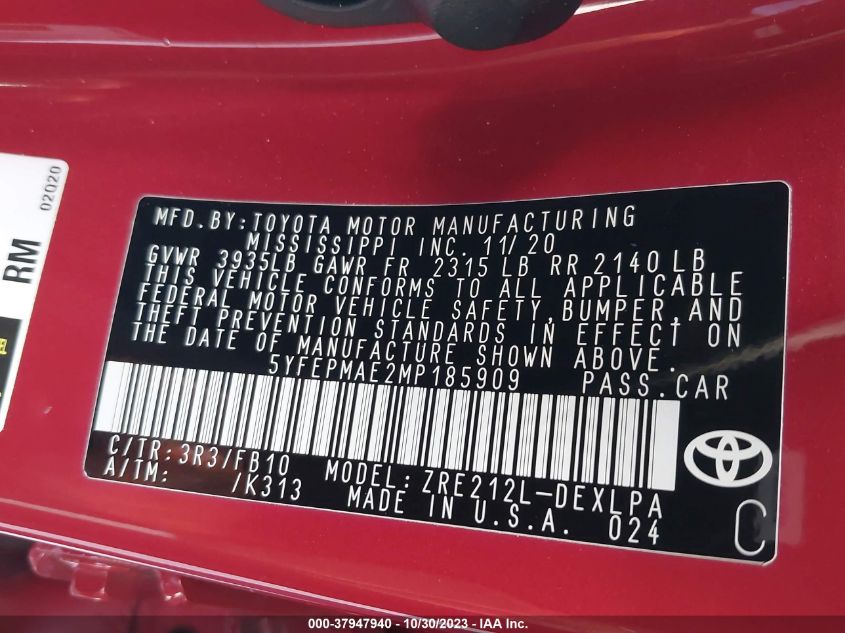 02020
RM
MFD.BY:TOYOTA MOTOR MANUFACTURING
MISSISSIPPI INC. 11/20
GVWR 3935LB GAWR FR 2315 LB RR 2140 LB
THIS VEHICLE CONFORMS TO ALL APPLICABLE
FEDERAL MOTOR VEHICLE SAFETY, BUMPER, AND
THEFT PREVENTION STANDARDS IN EFFECT ON
THE DATE OF MANUFACTURE SHOWN ABOVE.
5YFEPMAE2MP185909 PASS.CAR
C/TR:3R3/FB10 MODEL:ZRE212L-DEXLPA
A/TM: /K313 MADE IN U.S.A. 024
C
000-37947940 - 10/30/2023 - IAA Inc.